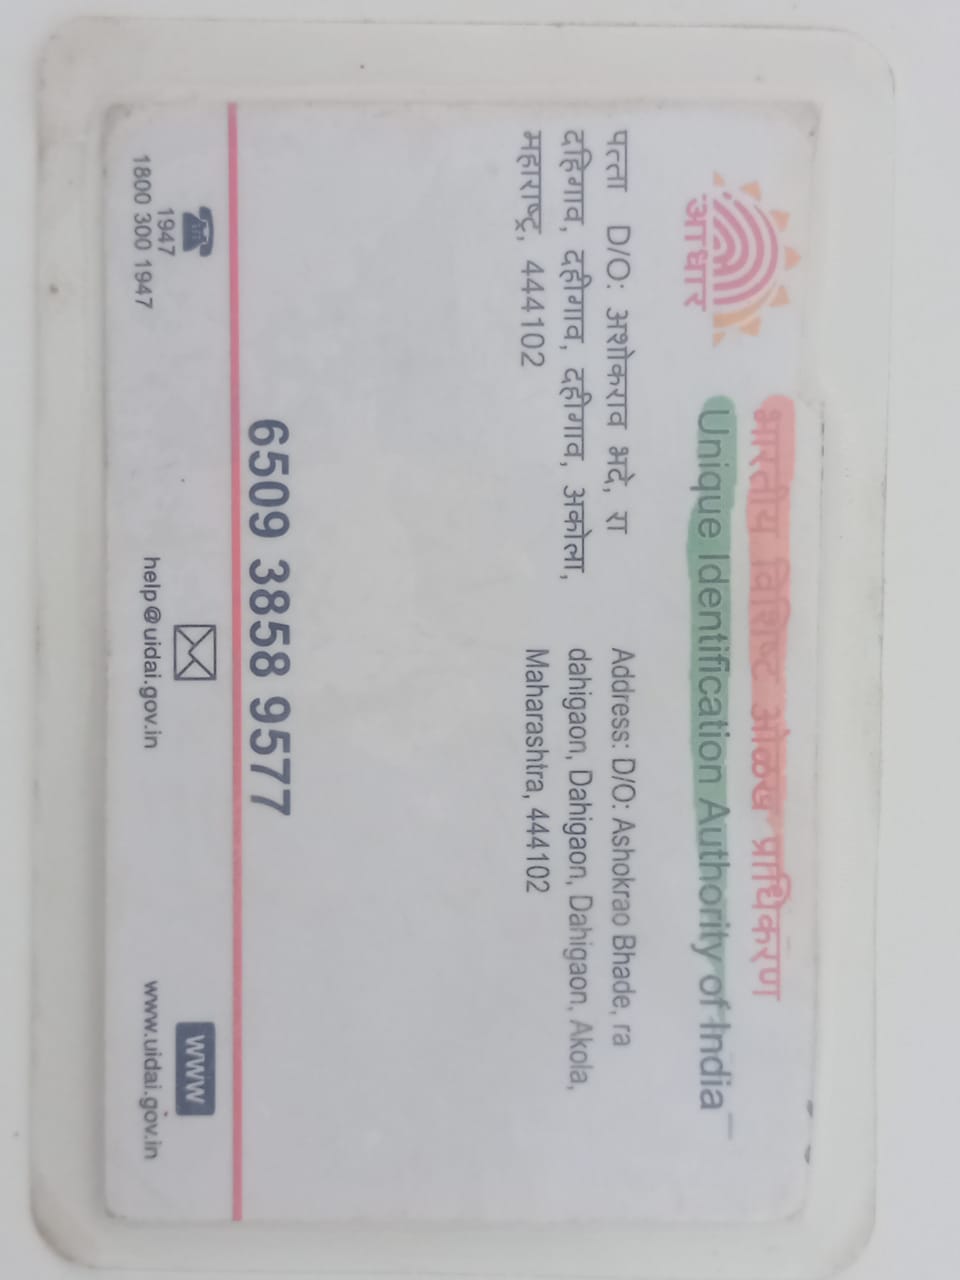 आधार
भारतीय विशिष्ट ओळख प्राधिकरण
Unique Identification Authority of India
पत्ता D/O: अशोकराव भदे, रा
दहिगाव, दहीगाव, दहीगाव, अकोला,
महाराष्ट्र, 444102
Address: D/O: Ashokrao Bhade, ra
dahigaon, Dahigaon, Dahigaon, Akola,
Maharashtra, 444102
6509 3858 9577
1947
1800 300 1947
help@uidai.gov.in
www
www.uidai.gov.in